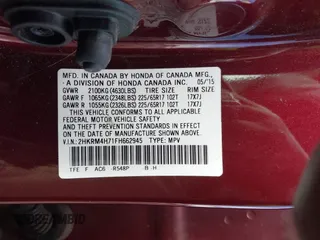 MFD. IN CANADA BY HONDA OF CANADA MFG.,
- A DIVISION OF HONDA CANADA INC. 05/'15
GVWR 2100KG(4630LBS) TIRE SIZE RIM SIZE
GAWR F 1065KG(2348LBS) 225/65R17 102T 17X7J
GAWR R 1055KG(2326LBS) 225/65R17 102T 17X7J
THIS VEHICLE CONFORMS TO ALL APPLICABLE
FEDERAL MOTOR VEHICLE SAFETY
AND THEFT PREVENTION STANDARDS IN EFFECT ON
THE DATE OF MANUFACTURE SHOWN ABOVE.
V.I.N.: 2HKRM4H71FH662945 TYPE: MPV
TFE F AC6 R548P B H